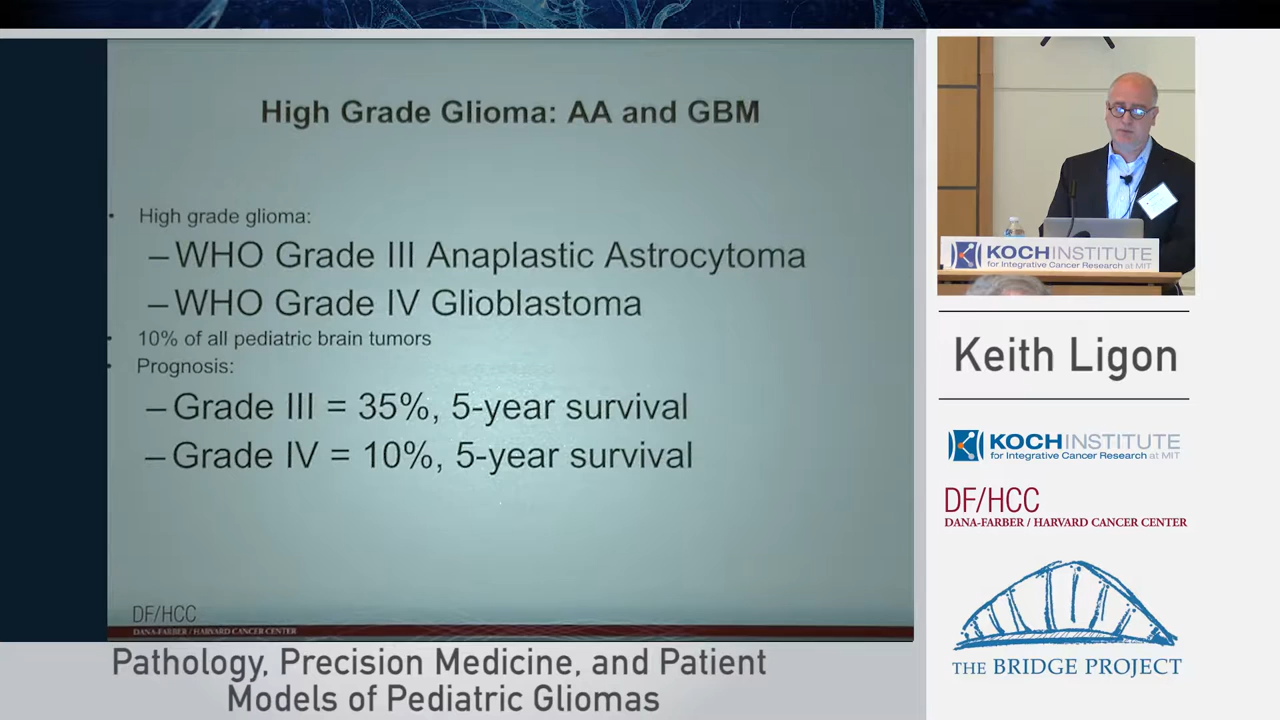 High Grade Glioma: AA and GBM
• High grade glioma:
– WHO Grade III Anaplastic Astrocytoma
– WHO Grade IV Glioblastoma
• 10% of all pediatric brain tumors
• Prognosis:
– Grade III = 35%, 5-year survival
– Grade IV = 10%, 5-year survival
DF/HCC
DANA-FARBER / HARVARD CANCER CENTER
Pathology, Precision Medicine, and Patient
Models of Pediatric Gliomas
KOCH INSTITUTE
for Integrative Cancer Research at MIT
Keith Ligon
KOCH INSTITUTE
for Integrative Cancer Research at MIT
DF/HCC
DANA-FARBER / HARVARD CANCER CENTER
THE BRIDGE PROJECT